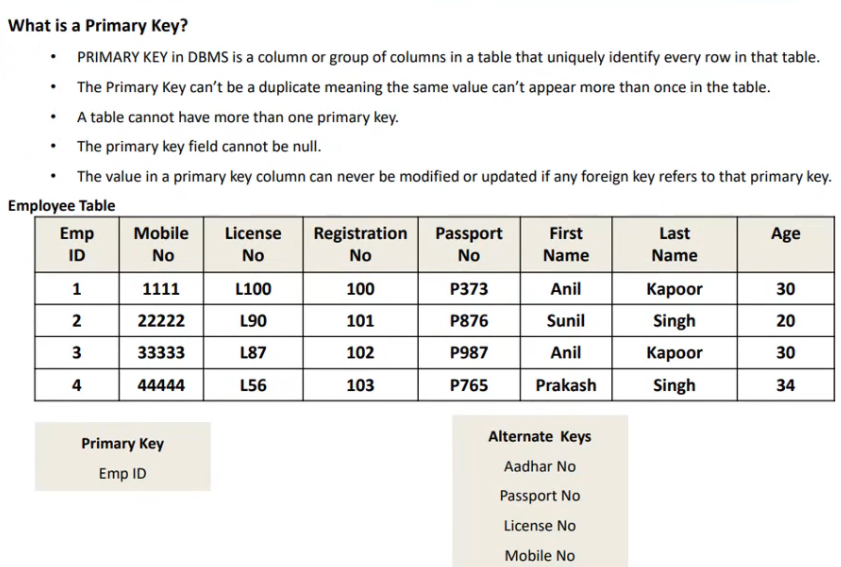 What is a Primary Key?
• PRIMARY KEY in DBMS is a column or group of columns in a table that uniquely identify every row in that table.
• The Primary Key can't be a duplicate meaning the same value can't appear more than once in the table.
• A table cannot have more than one primary key.
• The primary key field cannot be null.
• The value in a primary key column can never be modified or updated if any foreign key refers to that primary key.
Employee Table
Emp ID Mobile No License No Registration No Passport No First Name Last Name Age
1 1111 L100 100 P373 Anil Kapoor 30
2 22222 L90 101 P876 Sunil Singh 20
3 33333 L87 102 P987 Anil Kapoor 30
4 44444 L56 103 P765 Prakash Singh 34
Primary Key
Emp ID
Alternate Keys
Aadhar No
Passport No
License No
Mobile No